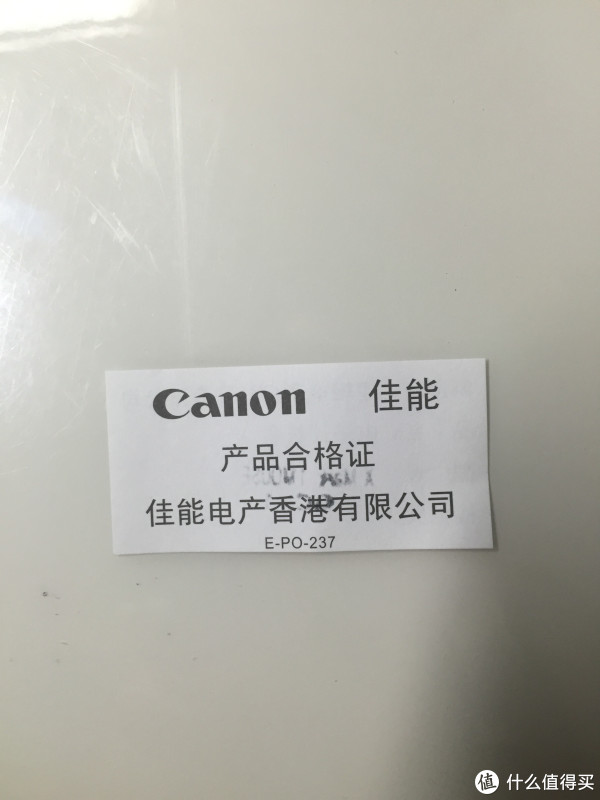 Canon 佳能
产品合格证
佳能电产香港有限公司
E-PO-237
值 什么值得买